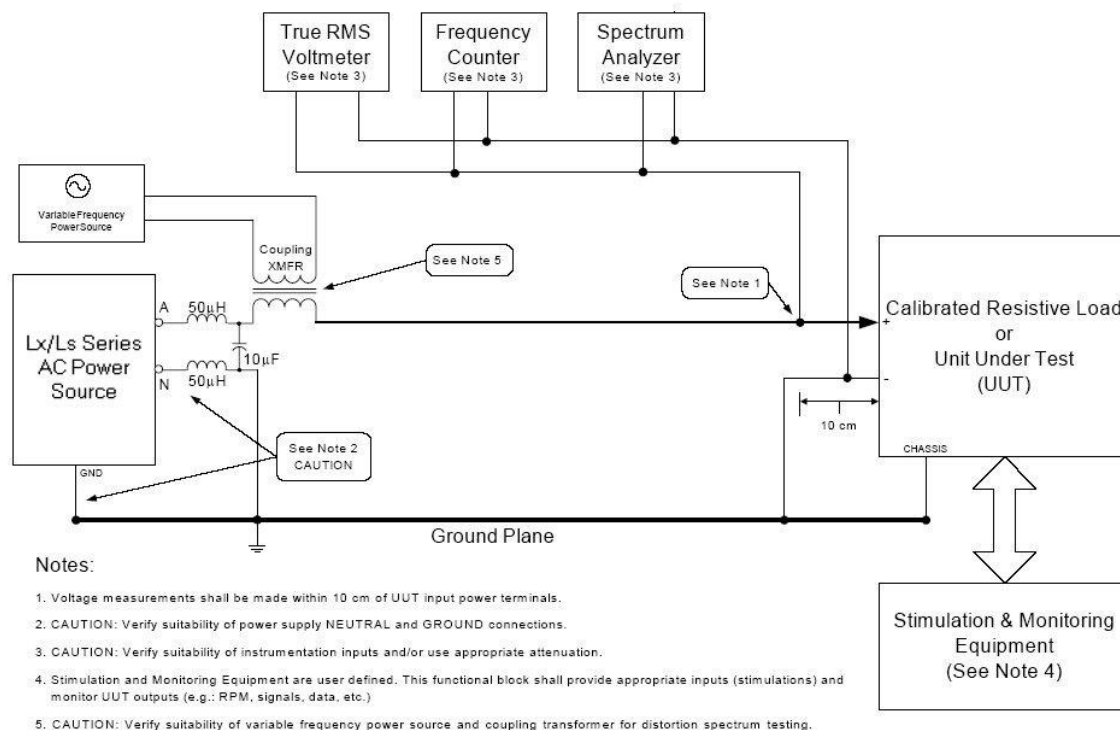 True RMS
Voltmeter
(See Note 3)
Frequency
Counter
(See Note 3)
Spectrum
Analyzer
(See Note 3)
Variable Frequency
Power Source
Coupling
XMFR
See Note 5
See Note 1
Lx/Ls Series
AC Power
Source
A
50µH
10µF
N
50µH
GND
See Note 2
CAUTION
Calibrated Resistive Load
or
Unit Under Test
(UUT)
+
-
10 cm
CHASSIS
Ground Plane
Stimulation & Monitoring
Equipment
(See Note 4)
Notes:
1. Voltage measurements shall be made within 10 cm of UUT input power terminals.
2. CAUTION: Verify suitability of power supply NEUTRAL and GROUND connections.
3. CAUTION: Verify suitability of instrumentation inputs and/or use appropriate attenuation.
4. Stimulation and Monitoring Equipment are user defined. This functional block shall provide appropriate inputs (stimulations) and
monitor UUT outputs (e.g.: RPM, signals, data, etc.)
5. CAUTION: Verify suitability of variable frequency power source and coupling transformer for distortion spectrum testing.